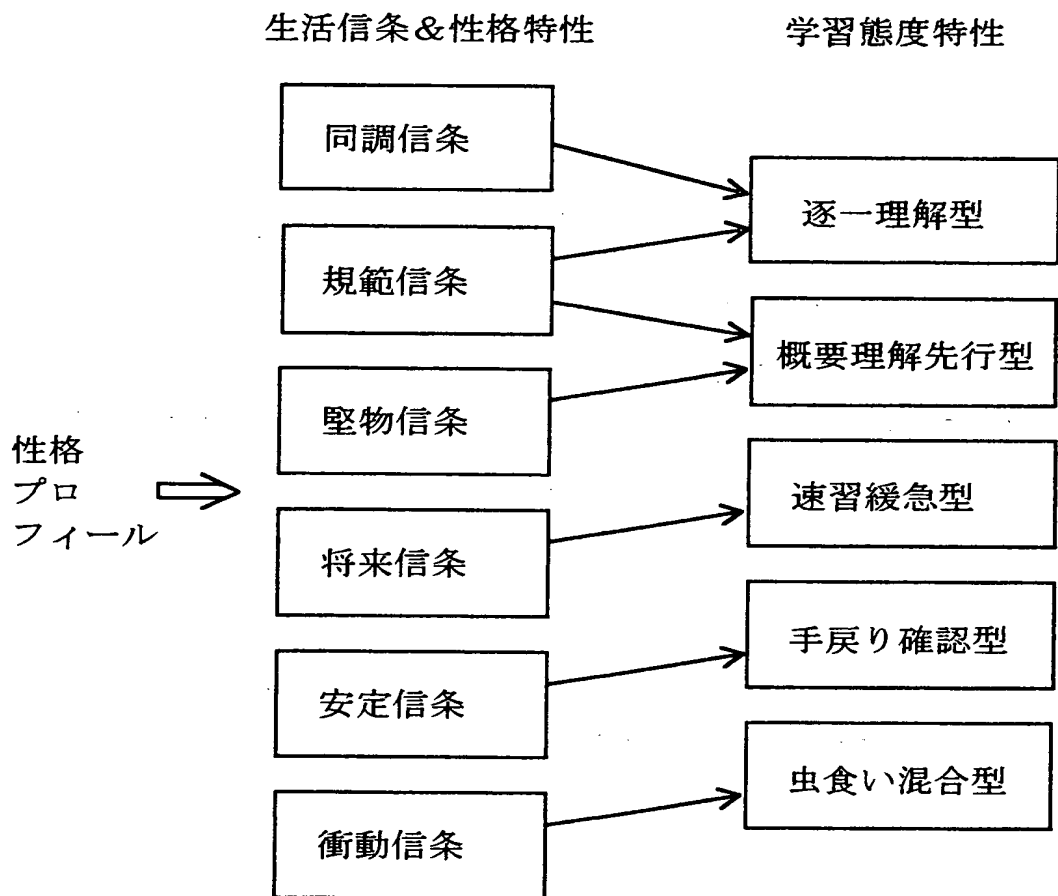 生活信条&性格特性
学習態度特性
同調信条
規範信条
堅物信条
将来信条
安定信条
衝動信条
性格
プロ
フィール
逐一理解型
概要理解先行型
速習緩急型
手戻り確認型
虫食い混合型